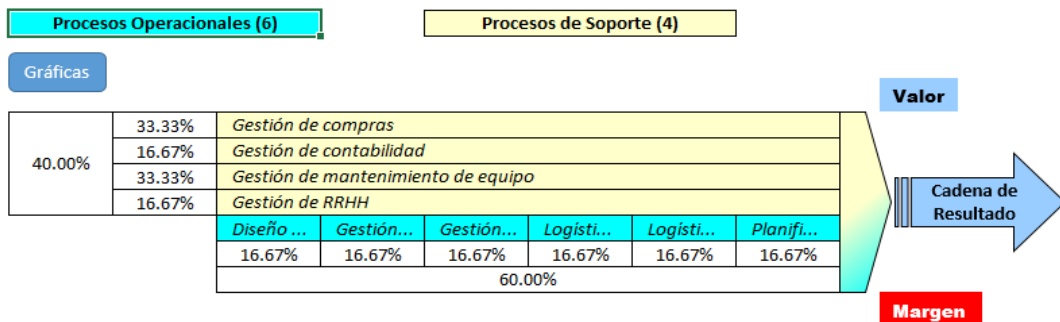 Procesos Operacionales (6) Procesos de Soporte (4)
Gráficas
Valor
40.00%
33.33% Gestión de compras
16.67% Gestión de contabilidad
33.33% Gestión de mantenimiento de equipo
16.67% Gestión de RRHH
Diseño ... Gestión... Gestión... Logísti... Logísti... Planifi...
16.67% 16.67% 16.67% 16.67% 16.67% 16.67%
60.00%
Cadena de
Resultado
Margen